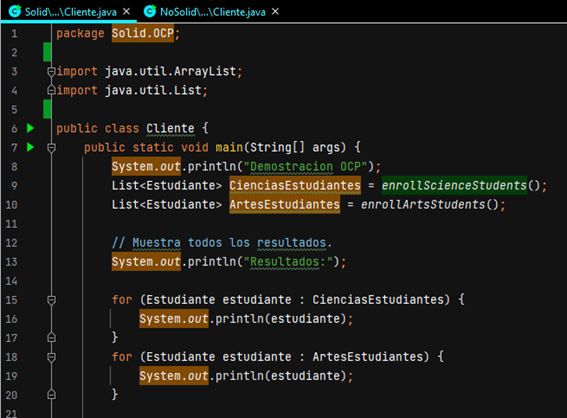 Solid\...\Cliente.java × NoSolid\...\Cliente.java ×
1 package Solid.OCP;
2
3 import java.util.ArrayList;
4 import java.util.List;
5
6 public class Cliente {
7 public static void main(String[] args) {
8 System.out.println("Demostracion OCP");
9 List<Estudiante> CienciasEstudiantes = enrollScienceStudents();
10 List<Estudiante> ArtesEstudiantes = enrollArtsStudents();
11
12 // Muestra todos los resultados.
13 System.out.println("Resultados:");
14
15 for (Estudiante estudiante : CienciasEstudiantes) {
16 System.out.println(estudiante);
17 }
18 for (Estudiante estudiante : ArtesEstudiantes) {
19 System.out.println(estudiante);
20 }
21